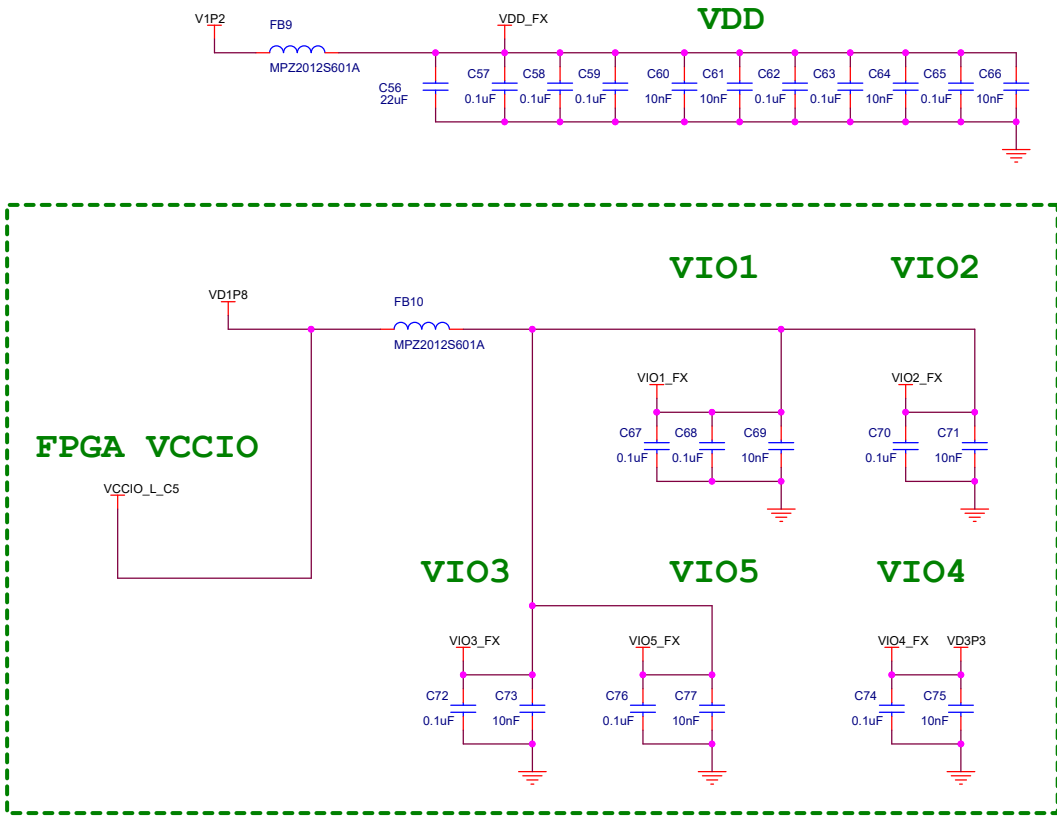 VDD
V1P2
FB9
MPZ2012S601A
VDD_FX
C56
22uF
C57
0.1uF
C58
0.1uF
C59
0.1uF
C60
10nF
C61
10nF
C62
0.1uF
C63
0.1uF
C64
10nF
C65
0.1uF
C66
10nF
VIO1
VIO2
VD1P8
FB10
MPZ2012S601A
VIO1_FX
C67
0.1uF
C68
0.1uF
C69
10nF
VIO2_FX
C70
0.1uF
C71
10nF
FPGA VCCIO
VCCIO_L_C5
VIO3
VIO5
VIO4
VIO3_FX
C72
0.1uF
C73
10nF
VIO5_FX
C76
0.1uF
C77
10nF
VIO4_FX
VD3P3
C74
0.1uF
C75
10nF